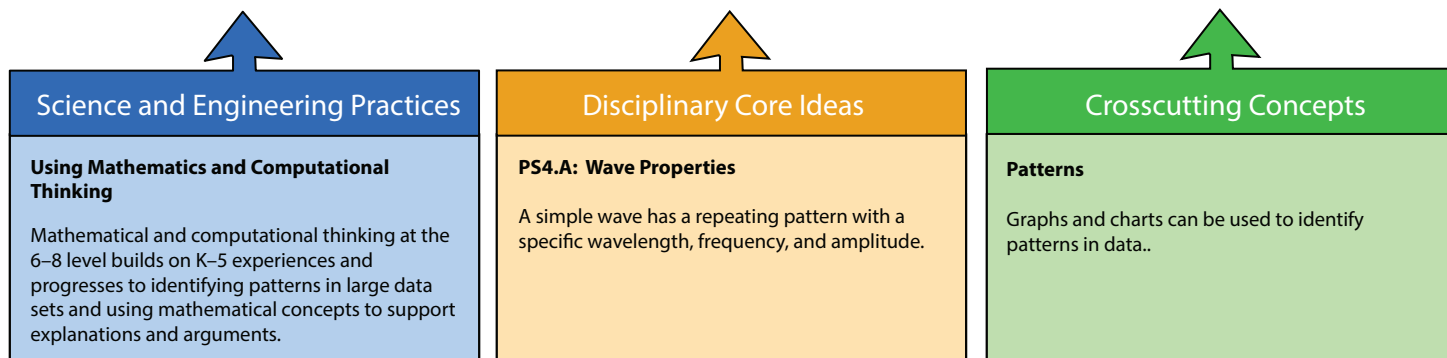 Science and Engineering Practices
Using Mathematics and Computational
Thinking
Mathematical and computational thinking at the
6–8 level builds on K–5 experiences and
progresses to identifying patterns in large data
sets and using mathematical concepts to support
explanations and arguments.
Disciplinary Core Ideas
PS4.A: Wave Properties
A simple wave has a repeating pattern with a
specific wavelength, frequency, and amplitude.
Crosscutting Concepts
Patterns
Graphs and charts can be used to identify
patterns in data..